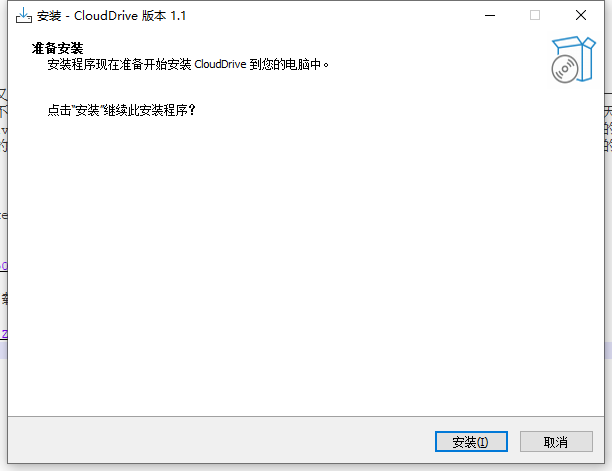 安装 - CloudDrive 版本 1.1
准备安装
安装程序现在准备开始安装 CloudDrive 到您的电脑中。
点击"安装"继续此安装程序?
安装(I)
取消